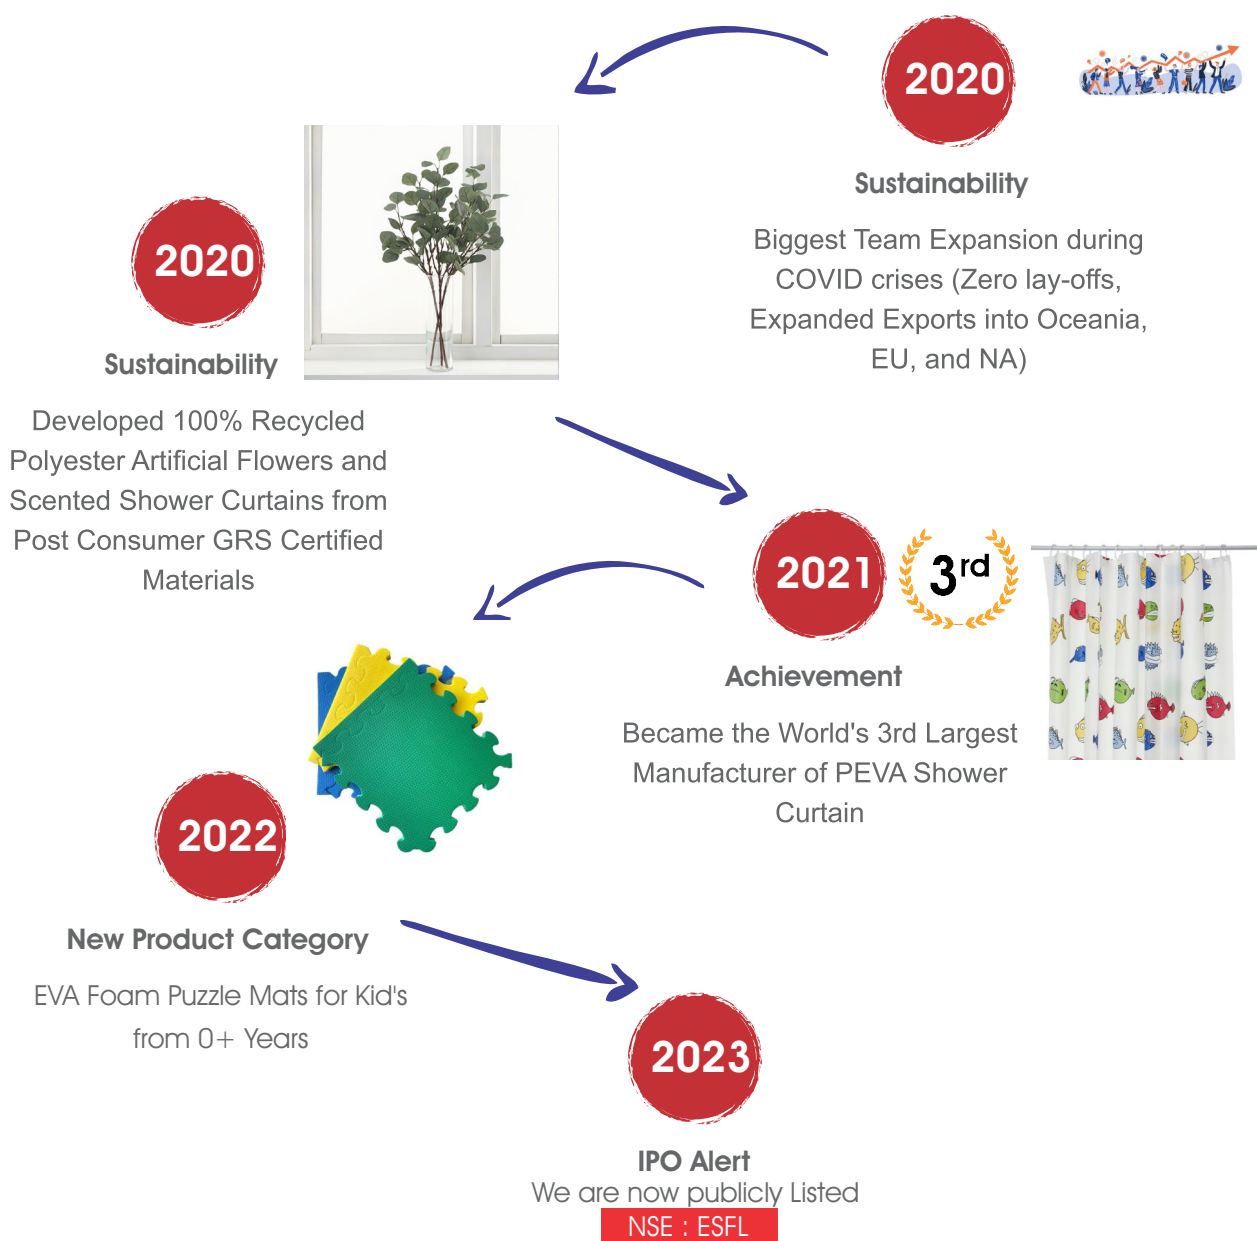 2020
Sustainability
Biggest Team Expansion during
COVID crises (Zero lay-offs,
Expanded Exports into Oceania,
EU, and NA)
2020
Sustainability
Developed 100% Recycled
Polyester Artificial Flowers and
Scented Shower Curtains from
Post Consumer GRS Certified
Materials
2021
3rd
Achievement
Became the World's 3rd Largest
Manufacturer of PEVA Shower
Curtain
2022
New Product Category
EVA Foam Puzzle Mats for Kid's
from 0+ Years
2023
IPO Alert
We are now publicly Listed
NSE : ESFL